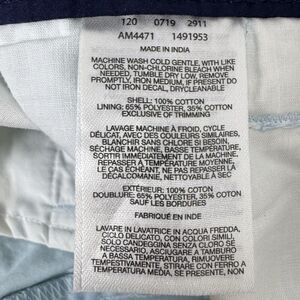 120 0719 2911
AM4471 1491953
MADE IN INDIA
MACHINE WASH COLD GENTLE, WITH LIKE
COLORS, NON-CHLORINE BLEACH WHEN
NEEDED, TUMBLE DRY LOW, REMOVE
PROMPTLY, IRON MEDIUM, IF PRESENT DO
NOT IRON DECAL, DRYCLEANABLE
SHELL: 100% COTTON
LINING: 65% POLYESTER, 35% COTTON
EXCLUSIVE OF TRIMMING
LAVAGE MACHINE À FROID, CYCLE
DÉLICAT, AVEC DES COULEURS SIMILAIRES,
BLANCHIR SANS CHLORE SI BESOIN,
SÉCHAGE MACHINE, BASSE TEMPÉRATURE,
SORTIR IMMÉDIATEMENT DE LA MACHINE,
REPASSER À TEMPÉRATURE MOYENNE,
LE CAS ÉCHÉANT, NE PAS REPASSER LA
DÉCALCOMANIE, NETTOYAGE À SEC
EXTÉRIEUR: 100% COTON
DOUBLURE: 65% POLYESTER, 35% COTON
SAUF LES BORDURES
FABRIQUÉ EN INDE
LAVARE IN LAVATRICE IN ACQUA FREDDA,
CICLO DELICATO, CON COLORI SIMILI,
SOLO CANDEGGINA SENZA CLORO SE
NECESSARIO, ASCIUGARE IN TAMBURO
A BASSA TEMPERATURA, RIMUOVERE
TEMPESTIVAMENTE, STIRARE CON FERRO A
TEMPERATURA MEDIA, SE PRESENTE, NON